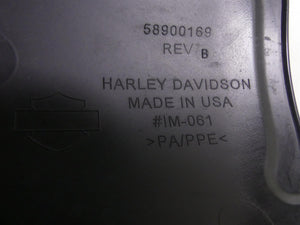 58900169
REV B
HARLEY DAVIDSON
MADE IN USA
#IM-061
>PA/PPE<